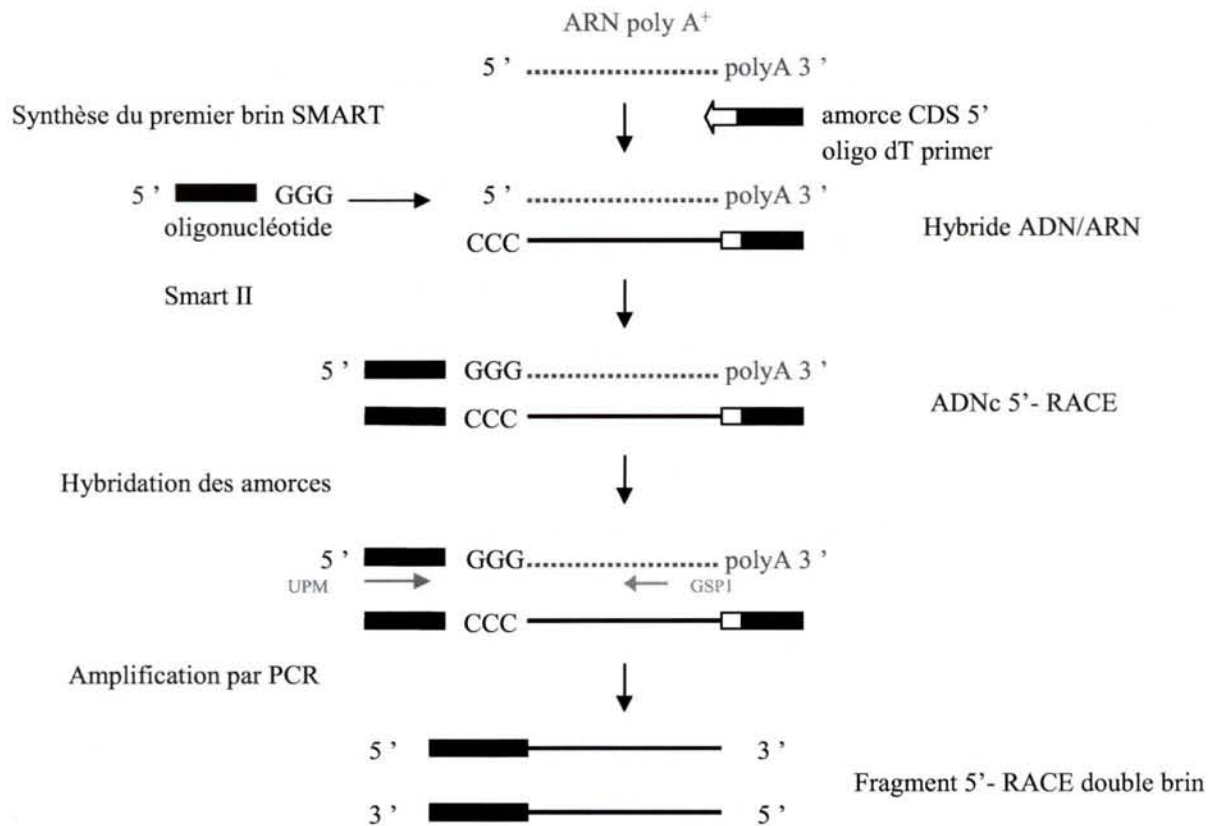 ARN poly A+
5 ' polyA 3 '
Synthèse du premier brin SMART
amorce CDS 5'
oligo dT primer
5 ' GGG
oligonucléotide
Smart II
5 ' polyA 3 '
CCC
Hybride ADN/ARN
5 ' GGG polyA 3 '
CCC
ADNc 5'- RACE
Hybridation des amorces
5 ' GGG polyA 3 '
UPM GSP1
CCC
Amplification par PCR
5 ' 3 '
3 ' 5 '
Fragment 5'- RACE double brin